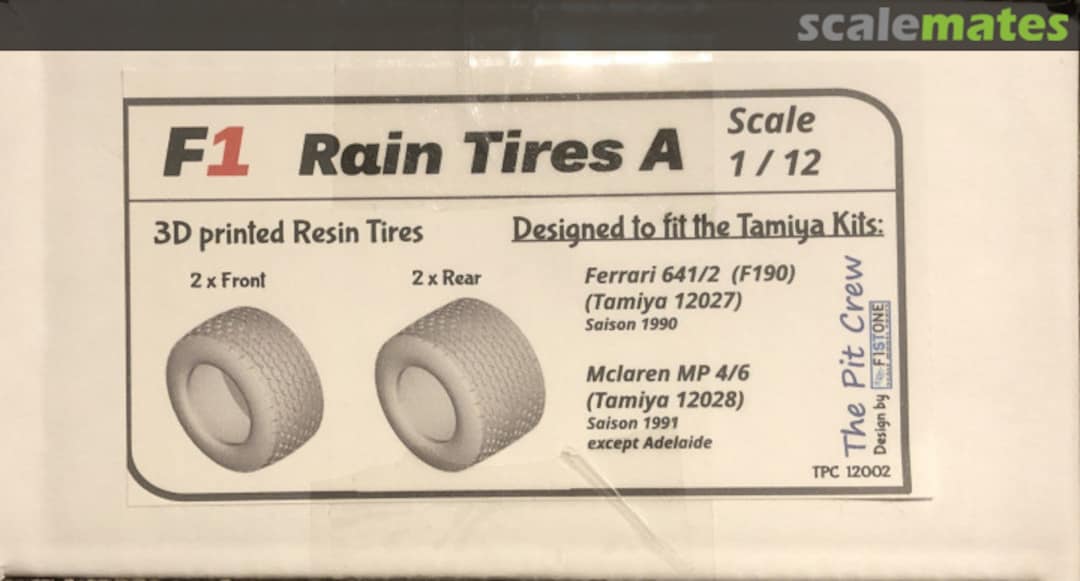 scalemates
F1 Rain Tires A
Scale
1 / 12
3D printed Resin Tires
2 x Front
2 x Rear
Designed to fit the Tamiya Kits:
Ferrari 641/2 (F190)
(Tamiya 12027)
Saison 1990
Mclaren MP 4/6
(Tamiya 12028)
Saison 1991
except Adelaide
The Pit Crew
Design by F1STONE
TPC 12002